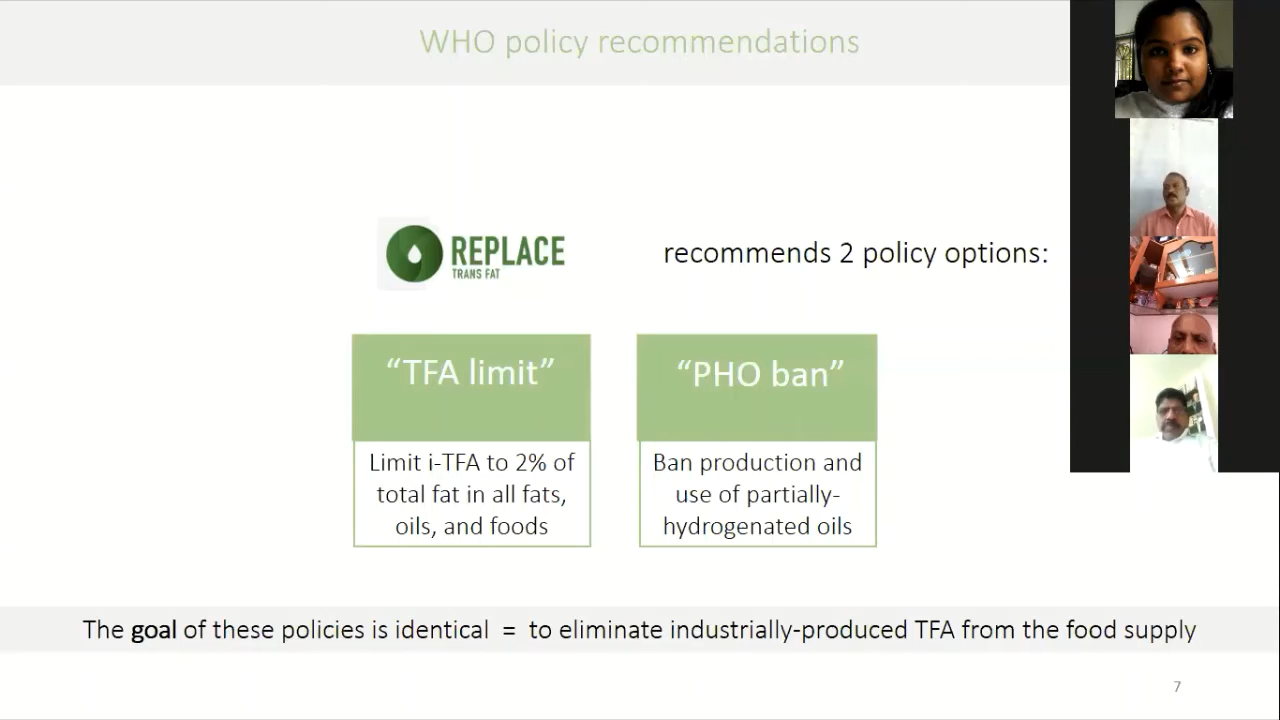 WHO policy recommendations
REPLACE
TRANS FAT
recommends 2 policy options:
“TFA limit”
Limit i-TFA to 2% of
total fat in all fats,
oils, and foods
“PHO ban”
Ban production and
use of partially-
hydrogenated oils
The goal of these policies is identical = to eliminate industrially-produced TFA from the food supply
7